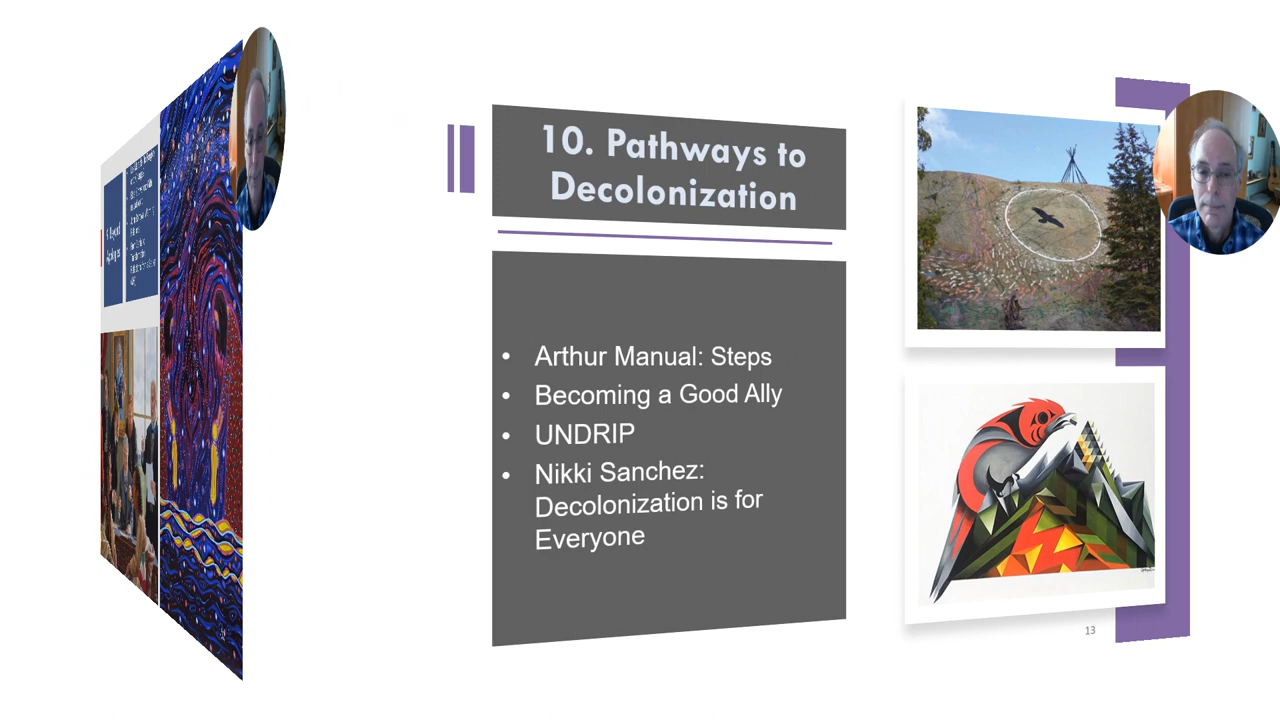 10. Pathways to
Decolonization
• Arthur Manual: Steps
• Becoming a Good Ally
• UNDRIP
• Nikki Sanchez:
Decolonization is for
Everyone
13